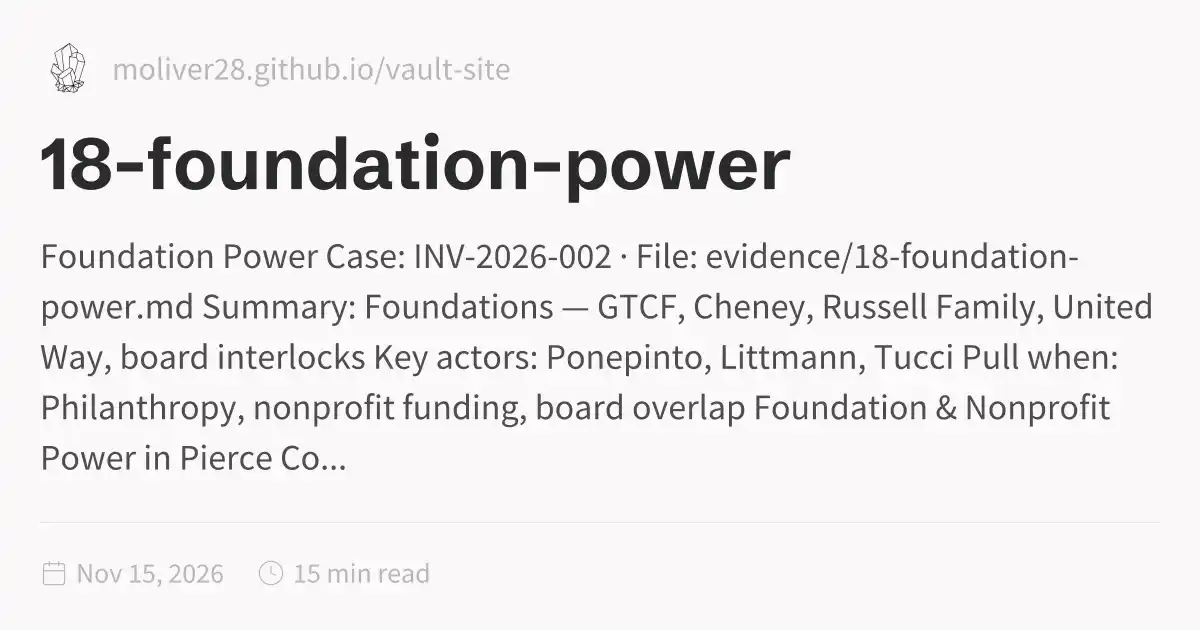 moliver28.github.io/vault-site
18-foundation-power
Foundation Power Case: INV-2026-002 · File: evidence/18-foundation-
power.md Summary: Foundations — GTCF, Cheney, Russell Family, United
Way, board interlocks Key actors: Ponepinto, Littmann, Tucci Pull when:
Philanthropy, nonprofit funding, board overlap Foundation & Nonprofit
Power in Pierce Co...
Nov 15, 2026 15 min read